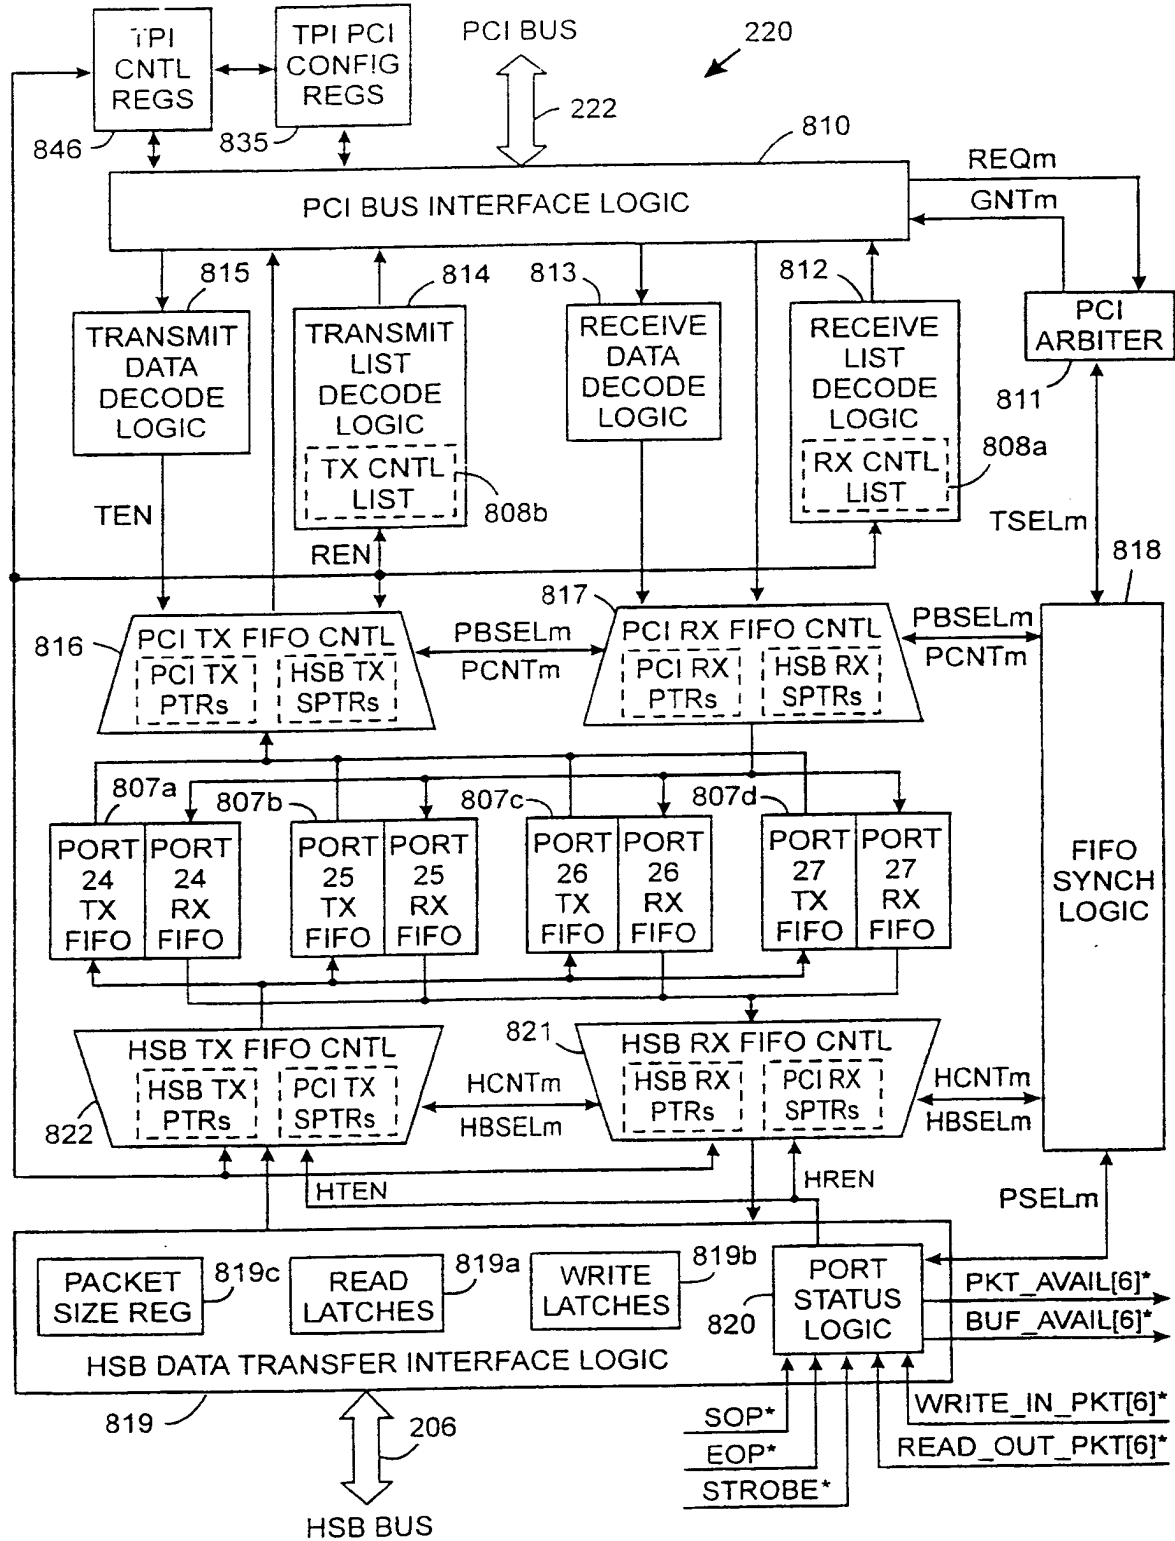 TPI
CNTL
REGS
846
TPI PCI
CONFIG
REGS
835
PCI BUS
222
220
810
PCI BUS INTERFACE LOGIC
REQm
GNTm
815
TRANSMIT
DATA
DECODE
LOGIC
814
TRANSMIT
LIST
DECODE
LOGIC
TX CNTL
LIST
808b
813
RECEIVE
DATA
DECODE
LOGIC
812
RECEIVE
LIST
DECODE
LOGIC
RX CNTL
LIST
808a
PCI
ARBITER
811
TEN
REN
TSELm
818
816
PCI TX FIFO CNTL
PCI TX
PTRs
HSB TX
SPTRs
PBSELm
PCNTm
817
PCI RX FIFO CNTL
PCI RX
PTRs
HSB RX
SPTRs
PBSELm
PCNTm
807a
PORT
24
TX
FIFO
PORT
24
RX
FIFO
807b
PORT
25
TX
FIFO
PORT
25
RX
FIFO
807c
PORT
26
TX
FIFO
PORT
26
RX
FIFO
807d
PORT
27
TX
FIFO
PORT
27
RX
FIFO
FIFO
SYNCH
LOGIC
HSB TX FIFO CNTL
HSB TX
PTRs
PCI TX
SPTRs
822
HCNTm
HBSELm
821
HSB RX FIFO CNTL
HSB RX
PTRs
PCI RX
SPTRs
HCNTm
HBSELm
HTEN
HREN
PSELm
PACKET
SIZE REG
819c
READ
LATCHES
819a
WRITE
LATCHES
819b
820
PORT
STATUS
LOGIC
PKT_AVAIL[6]*
BUF_AVAIL[6]*
HSB DATA TRANSFER INTERFACE LOGIC
819
206
HSB BUS
SOP*
EOP*
STROBE*
WRITE_IN_PKT[6]*
READ_OUT_PKT[6]*